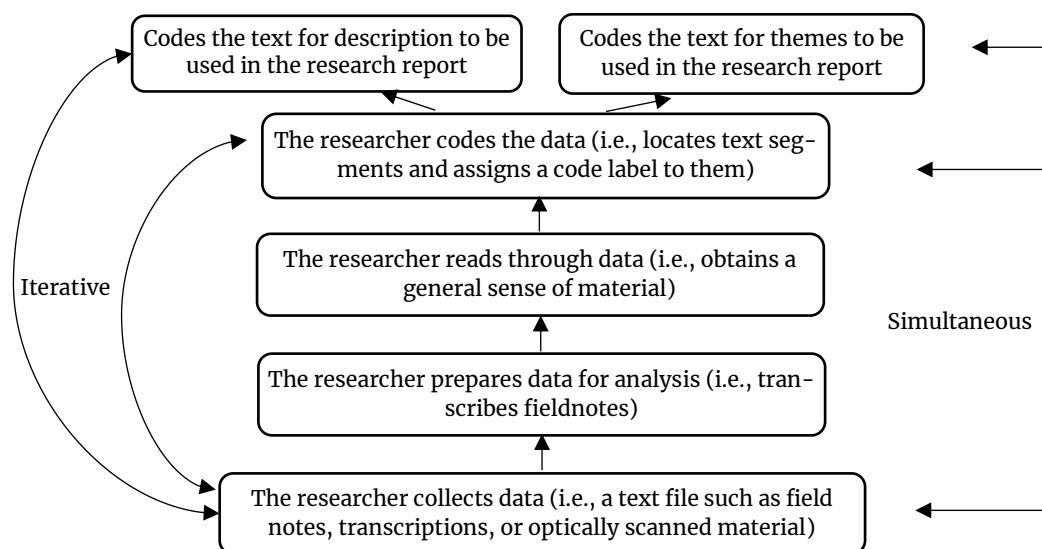 Codes the text for description to be
used in the research report
Codes the text for themes to be
used in the research report
The researcher codes the data (i.e., locates text seg-
ments and assigns a code label to them)
The researcher reads through data (i.e., obtains a
general sense of material)
Iterative
Simultaneous
The researcher prepares data for analysis (i.e., tran-
scribes fieldnotes)
The researcher collects data (i.e., a text file such as field
notes, transcriptions, or optically scanned material)